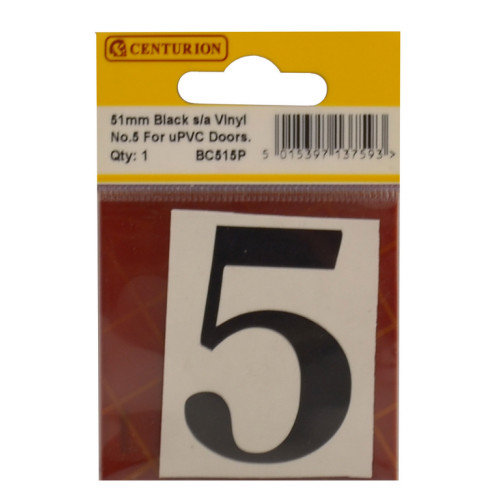 CENTURION
51mm Black s/a Vinyl
No.5 For uPVC Doors.
Qty: 1 BC515P
5 015397 137593 >
5